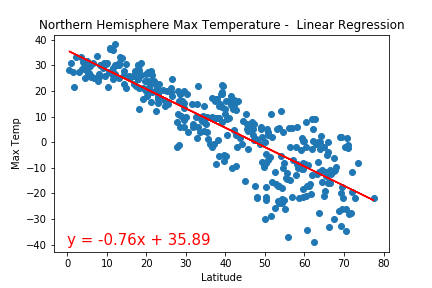 Northern Hemisphere Max Temperature -  Linear Regression
40
30
20
10
0
−10
−20
−30
−40
Max Temp
y = -0.76x + 35.89
0 10 20 30 40 50 60 70 80
Latitude